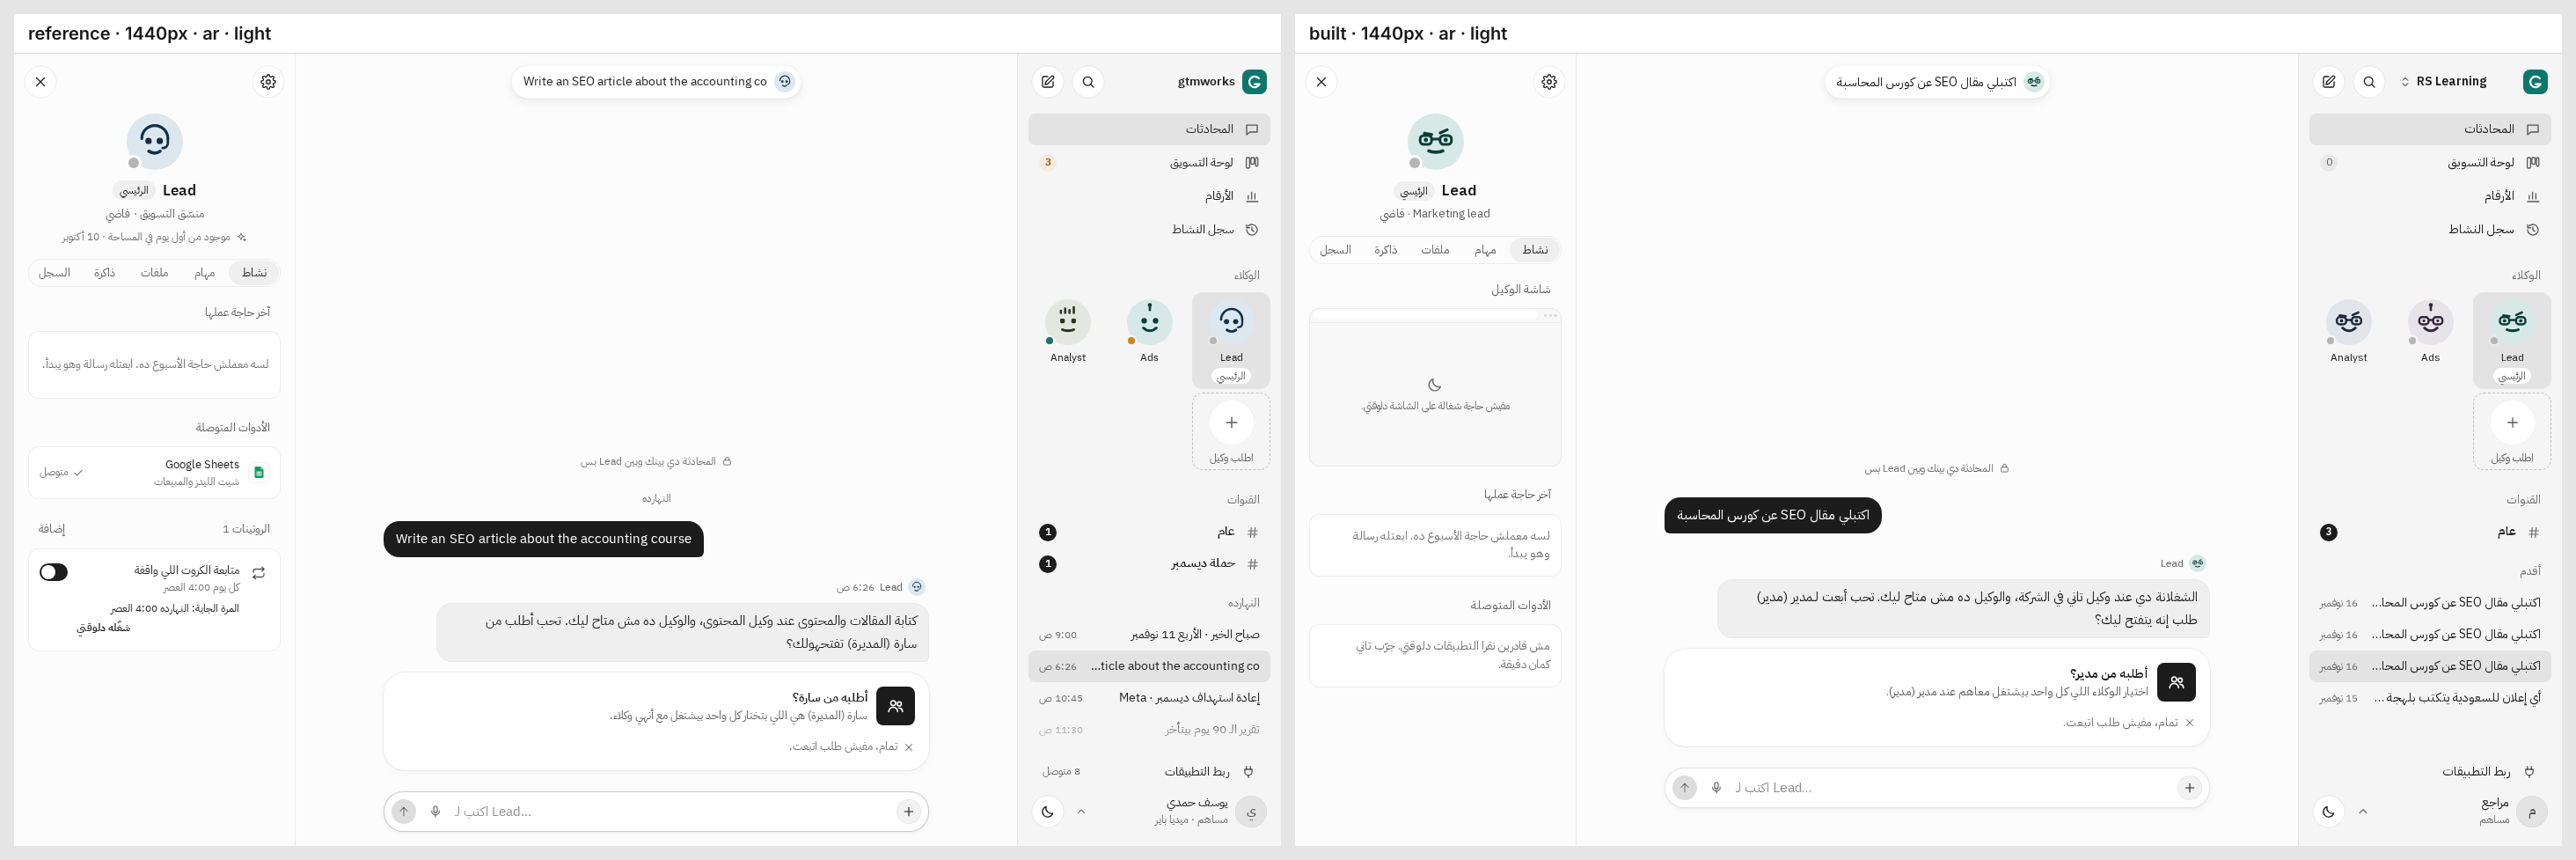 reference · 1440px · ar · light
gtmworks
G
المحادثات
لوحة التسويق
3
الأرقام
سجل النشاط
الوكلاء
Lead
الرئيسي
Ads
Analyst
اطلب وكيل
القنوات
عام
1
حملة ديسمبر
1
النهارده
صباح الخير · الأربع 11 نوفمبر
9:00 ص
...ticle about the accounting co
6:26 ص
إعادة استهداف ديسمبر · Meta
10:45 ص
تقرير الـ 90 يوم بيتأخر
11:30 ص
ربط التطبيقات
8 متوصل
ي
يوسف حمدي
مساهم · ميديا باير
Write an SEO article about the accounting co
المحادثة دي بينك وبين Lead بس
النهارده
Write an SEO article about the accounting course
Lead 6:26 ص
كتابة المقالات والمحتوى عند وكيل المحتوى، والوكيل ده مش متاح ليك. تحب أطلب من
سارة (المديرة) تفتحهولك؟
أطلبه من سارة؟
سارة (المديرة) هي اللي بتختار كل واحد بيشتغل مع أنهي وكلاء.
تمام، مفيش طلب اتبعت.
اكتب لـ Lead...
Lead الرئيسي
منسّق التسويق · فاضي
موجود من أول يوم في المساحة · 10 أكتوبر
نشاط
مهام
ملفات
ذاكرة
السجل
آخر حاجة عملها
لسه معملش حاجة الأسبوع ده. ابعتله رسالة وهو يبدأ.
الأدوات المتوصلة
Google Sheets
شيت الليدز والمبيعات
متوصل
الروتينات 1
إضافة
متابعة الكروت اللي واقفة
كل يوم 4:00 العصر
المرة الجاية: النهارده 4:00 العصر
شغّله دلوقتي
built · 1440px · ar · light
G
RS Learning
المحادثات
لوحة التسويق
0
الأرقام
سجل النشاط
الوكلاء
Lead
الرئيسي
Ads
Analyst
اطلب وكيل
القنوات
عام
3
أقدم
اكتبلي مقال SEO عن كورس المحا...
16 نوفمبر
اكتبلي مقال SEO عن كورس المحا...
16 نوفمبر
اكتبلي مقال SEO عن كورس المحا...
16 نوفمبر
أي إعلان للسعودية يتكتب بلهجة ...
15 نوفمبر
ربط التطبيقات
م
مراجع
مساهم
اكتبلي مقال SEO عن كورس المحاسبة
المحادثة دي بينك وبين Lead بس
اكتبلي مقال SEO عن كورس المحاسبة
Lead
الشغلانة دي عند وكيل تاني في الشركة، والوكيل ده مش متاح ليك. تحب أبعت لـمدير (مدير)
طلب إنه يتفتح ليك؟
أطلبه من مدير؟
اختيار الوكلاء اللي كل واحد بيشتغل معاهم عند مدير (مدير).
تمام، مفيش طلب اتبعت.
اكتب لـ Lead...
Lead الرئيسي
Marketing lead · فاضي
نشاط
مهام
ملفات
ذاكرة
السجل
شاشة الوكيل
مفيش حاجة شغالة على الشاشة دلوقتي.
آخر حاجة عملها
لسه معملش حاجة الأسبوع ده. ابعتله رسالة
وهو يبدأ.
الأدوات المتوصلة
مش قادرين نقرا التطبيقات دلوقتي. جرّب تاني
كمان دقيقة.